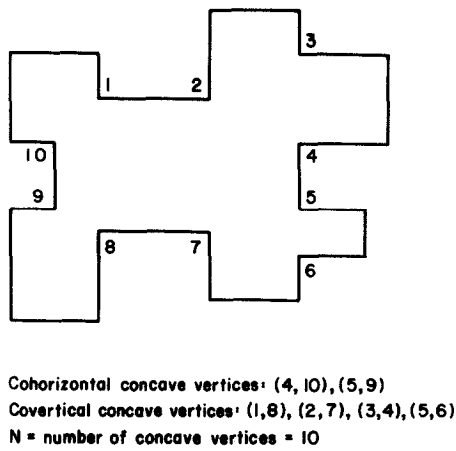 3
1 2
10 4
9 5
8 7
6
Cohorizontal concave vertices: (4, 10), (5,9)
Covertical concave vertices: (1,8), (2,7), (3,4), (5,6)
N = number of concave vertices = 10